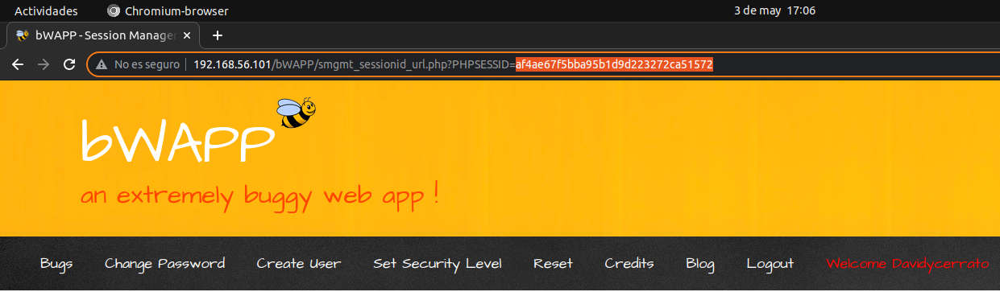 Actividades Chromium-browser 3 de may 17:06
bWAPP - Session Manage
No es seguro 192.168.56.101/bWAPP/smgmt_sessionid_url.php?PHPSESSID=af4ae67f5bba95b1d9d223272ca51572
bWAPP
an extremely buggy web app !
Bugs Change Password Create User Set Security Level Reset Credits Blog Logout Welcome Davidycerrato